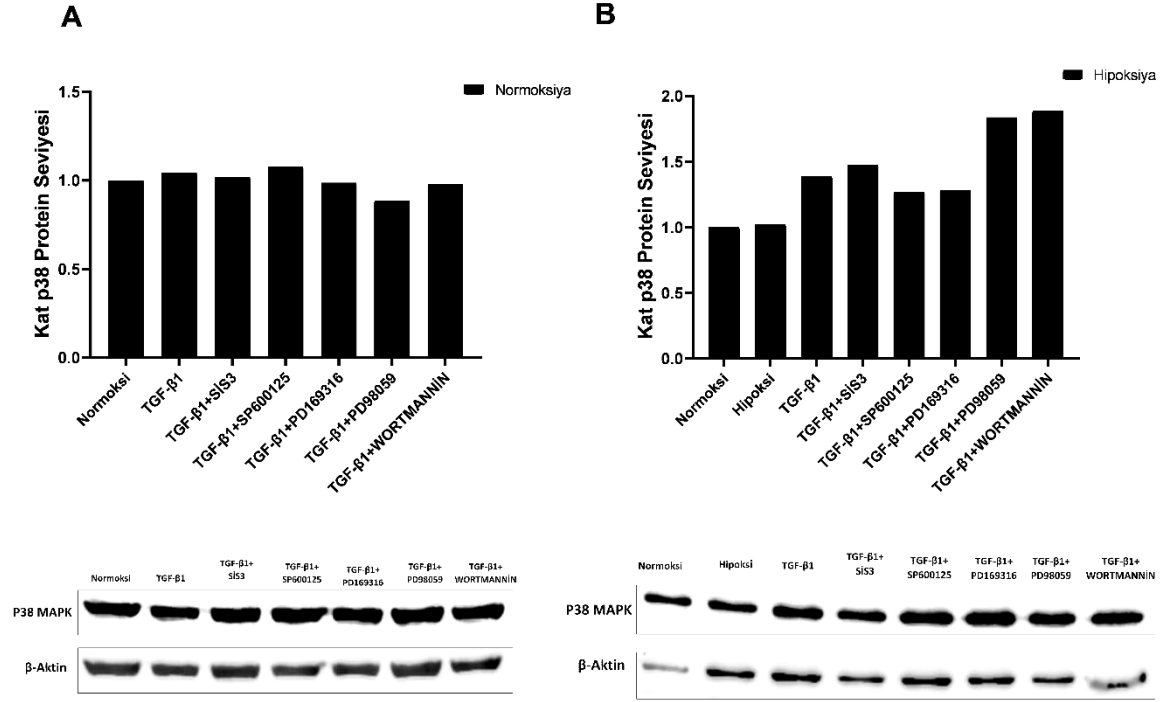 A
Normoksiya
Kat p38 Protein Seviyesi
1.5
1.0
0.5
0.0
Normoksi
TGF-β1
TGF-β1+SİS3
TGF-β1+SP600125
TGF-β1+PD169316
TGF-β1+PD98059
TGF-β1+WORTMANNİN
B
Hipoksiya
Kat p38 Protein Seviyesi
2.0
1.5
1.0
0.5
0.0
Normoksi
Hipoksi
TGF-β1
TGF-β1+SİS3
TGF-β1+SP600125
TGF-β1+PD169316
TGF-β1+PD98059
TGF-β1+WORTMANNİN
Normoksi
TGF-β1
TGF-β1+
SİS3
TGF-β1+
SP600125
TGF-β1+
PD169316
TGF-β1+
PD98059
TGF-β1+
WORTMANNİN
P38 MAPK
β-Aktin
Normoksi
Hipoksi
TGF-β1
TGF-β1+
SİS3
TGF-β1+
SP600125
TGF-β1+
PD169316
TGF-β1+
PD98059
TGF-β1+
WORTMANNİN
P38 MAPK
β-Aktin